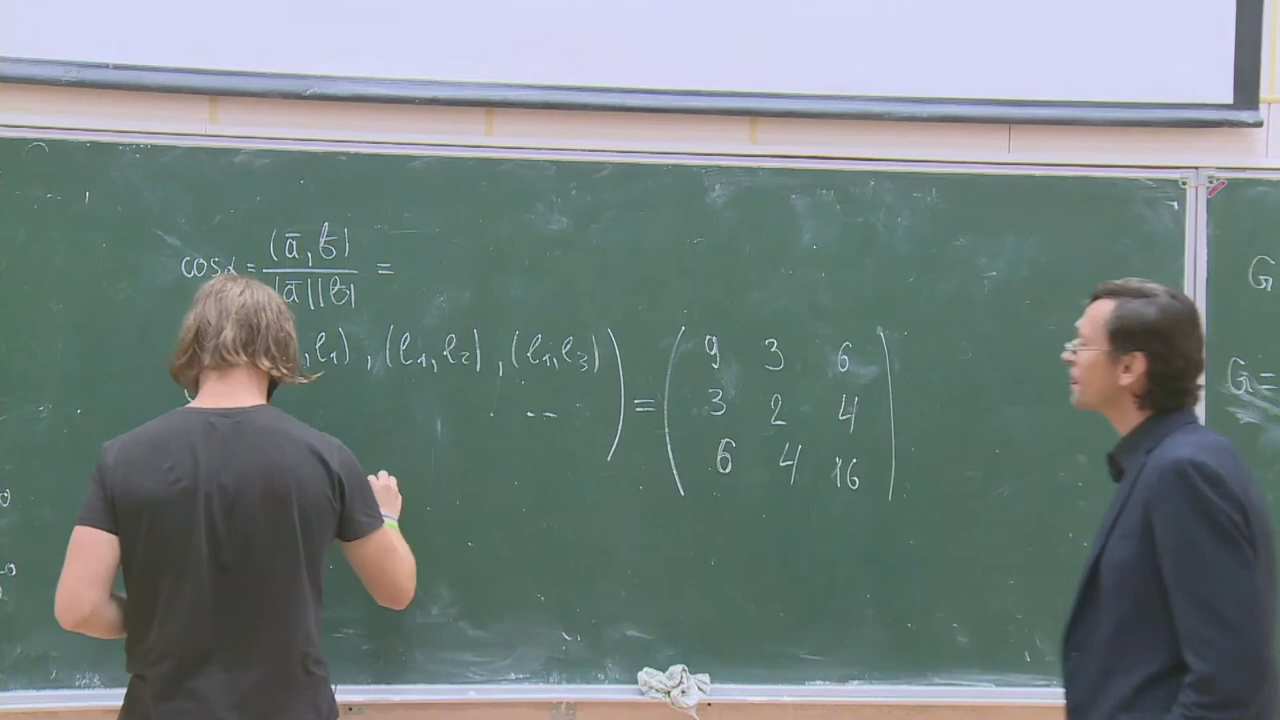 cosα = (ā, b̄) / |ā||b̄| =
, e₁), (e₁, e₂), (e₁, e₃)
9 3 6
... = 3 2 4
6 4 16
G
G =